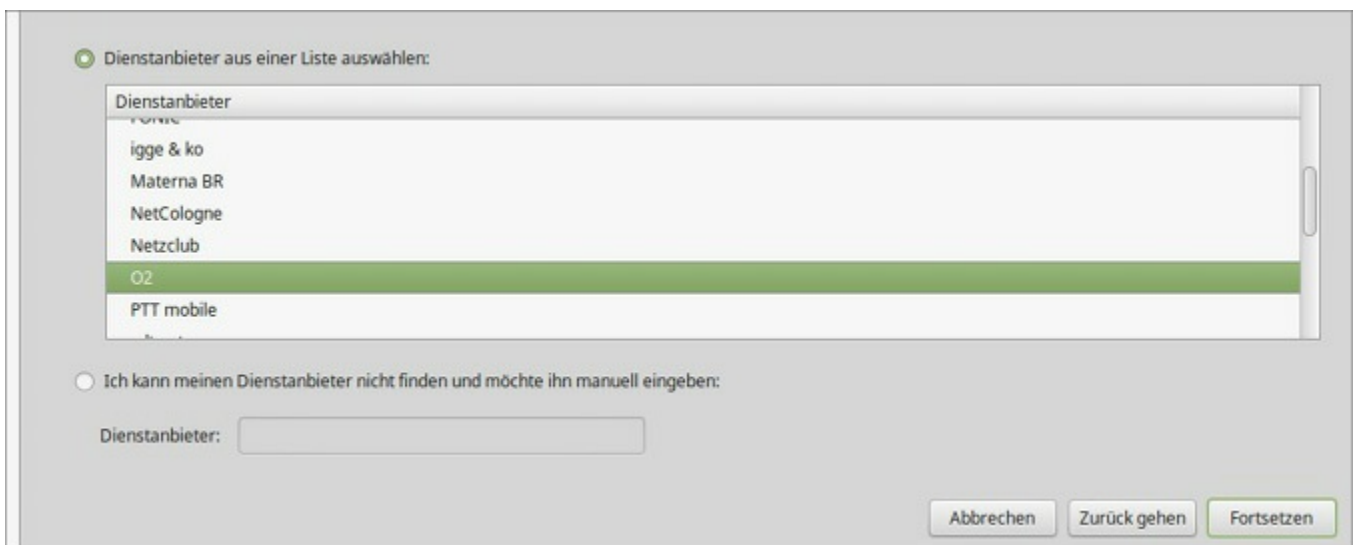 Dienstanbieter aus einer Liste auswählen:
Dienstanbieter
igge & ko
Materna BR
NetCologne
Netzclub
O2
PTT mobile
Ich kann meinen Dienstanbieter nicht finden und möchte ihn manuell eingeben:
Dienstanbieter:
Abbrechen Zurück gehen Fortsetzen